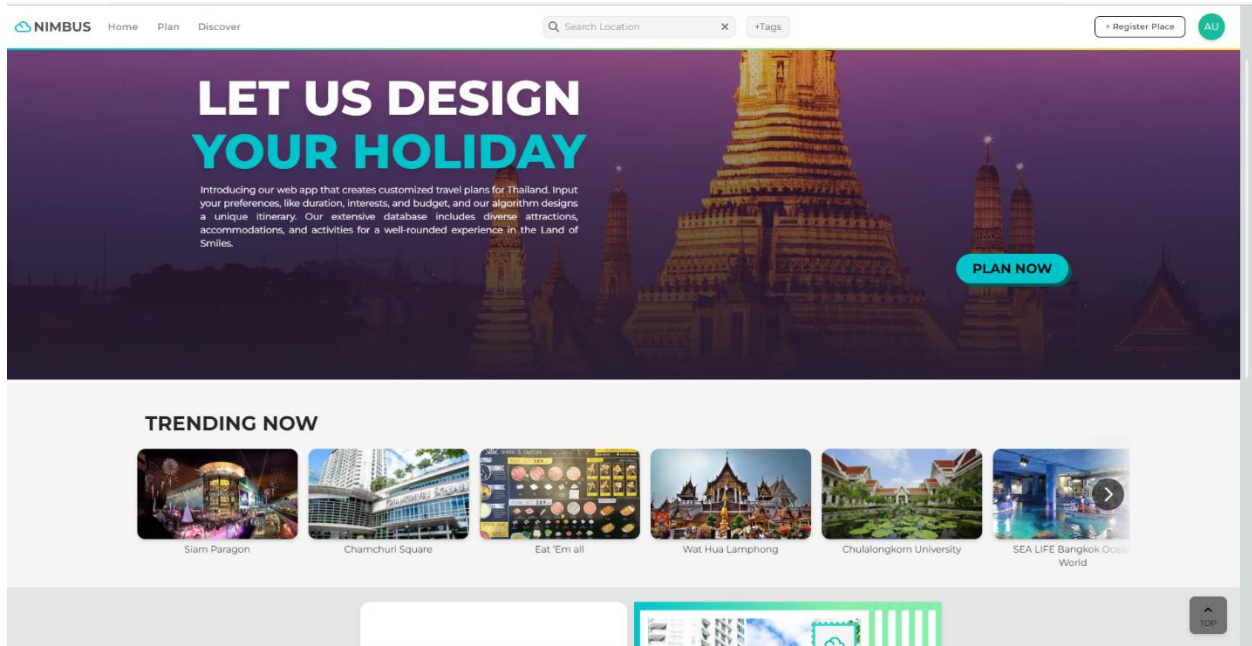 NIMBUS Home Plan Discover Search Location +Tags + Register Place AU
LET US DESIGN
YOUR HOLIDAY
Introducing our web app that creates customized travel plans for Thailand. Input
your preferences, like duration, interests, and budget, and our algorithm designs
a unique itinerary. Our extensive database includes diverse attractions,
accommodations, and activities for a well-rounded experience in the Land of
Smiles.
PLAN NOW
TRENDING NOW
Siam Paragon Chamchuri Square Eat 'Em all Wat Hua Lamphong Chulalongkorn University SEA LIFE Bangkok Ocean
World
TOP